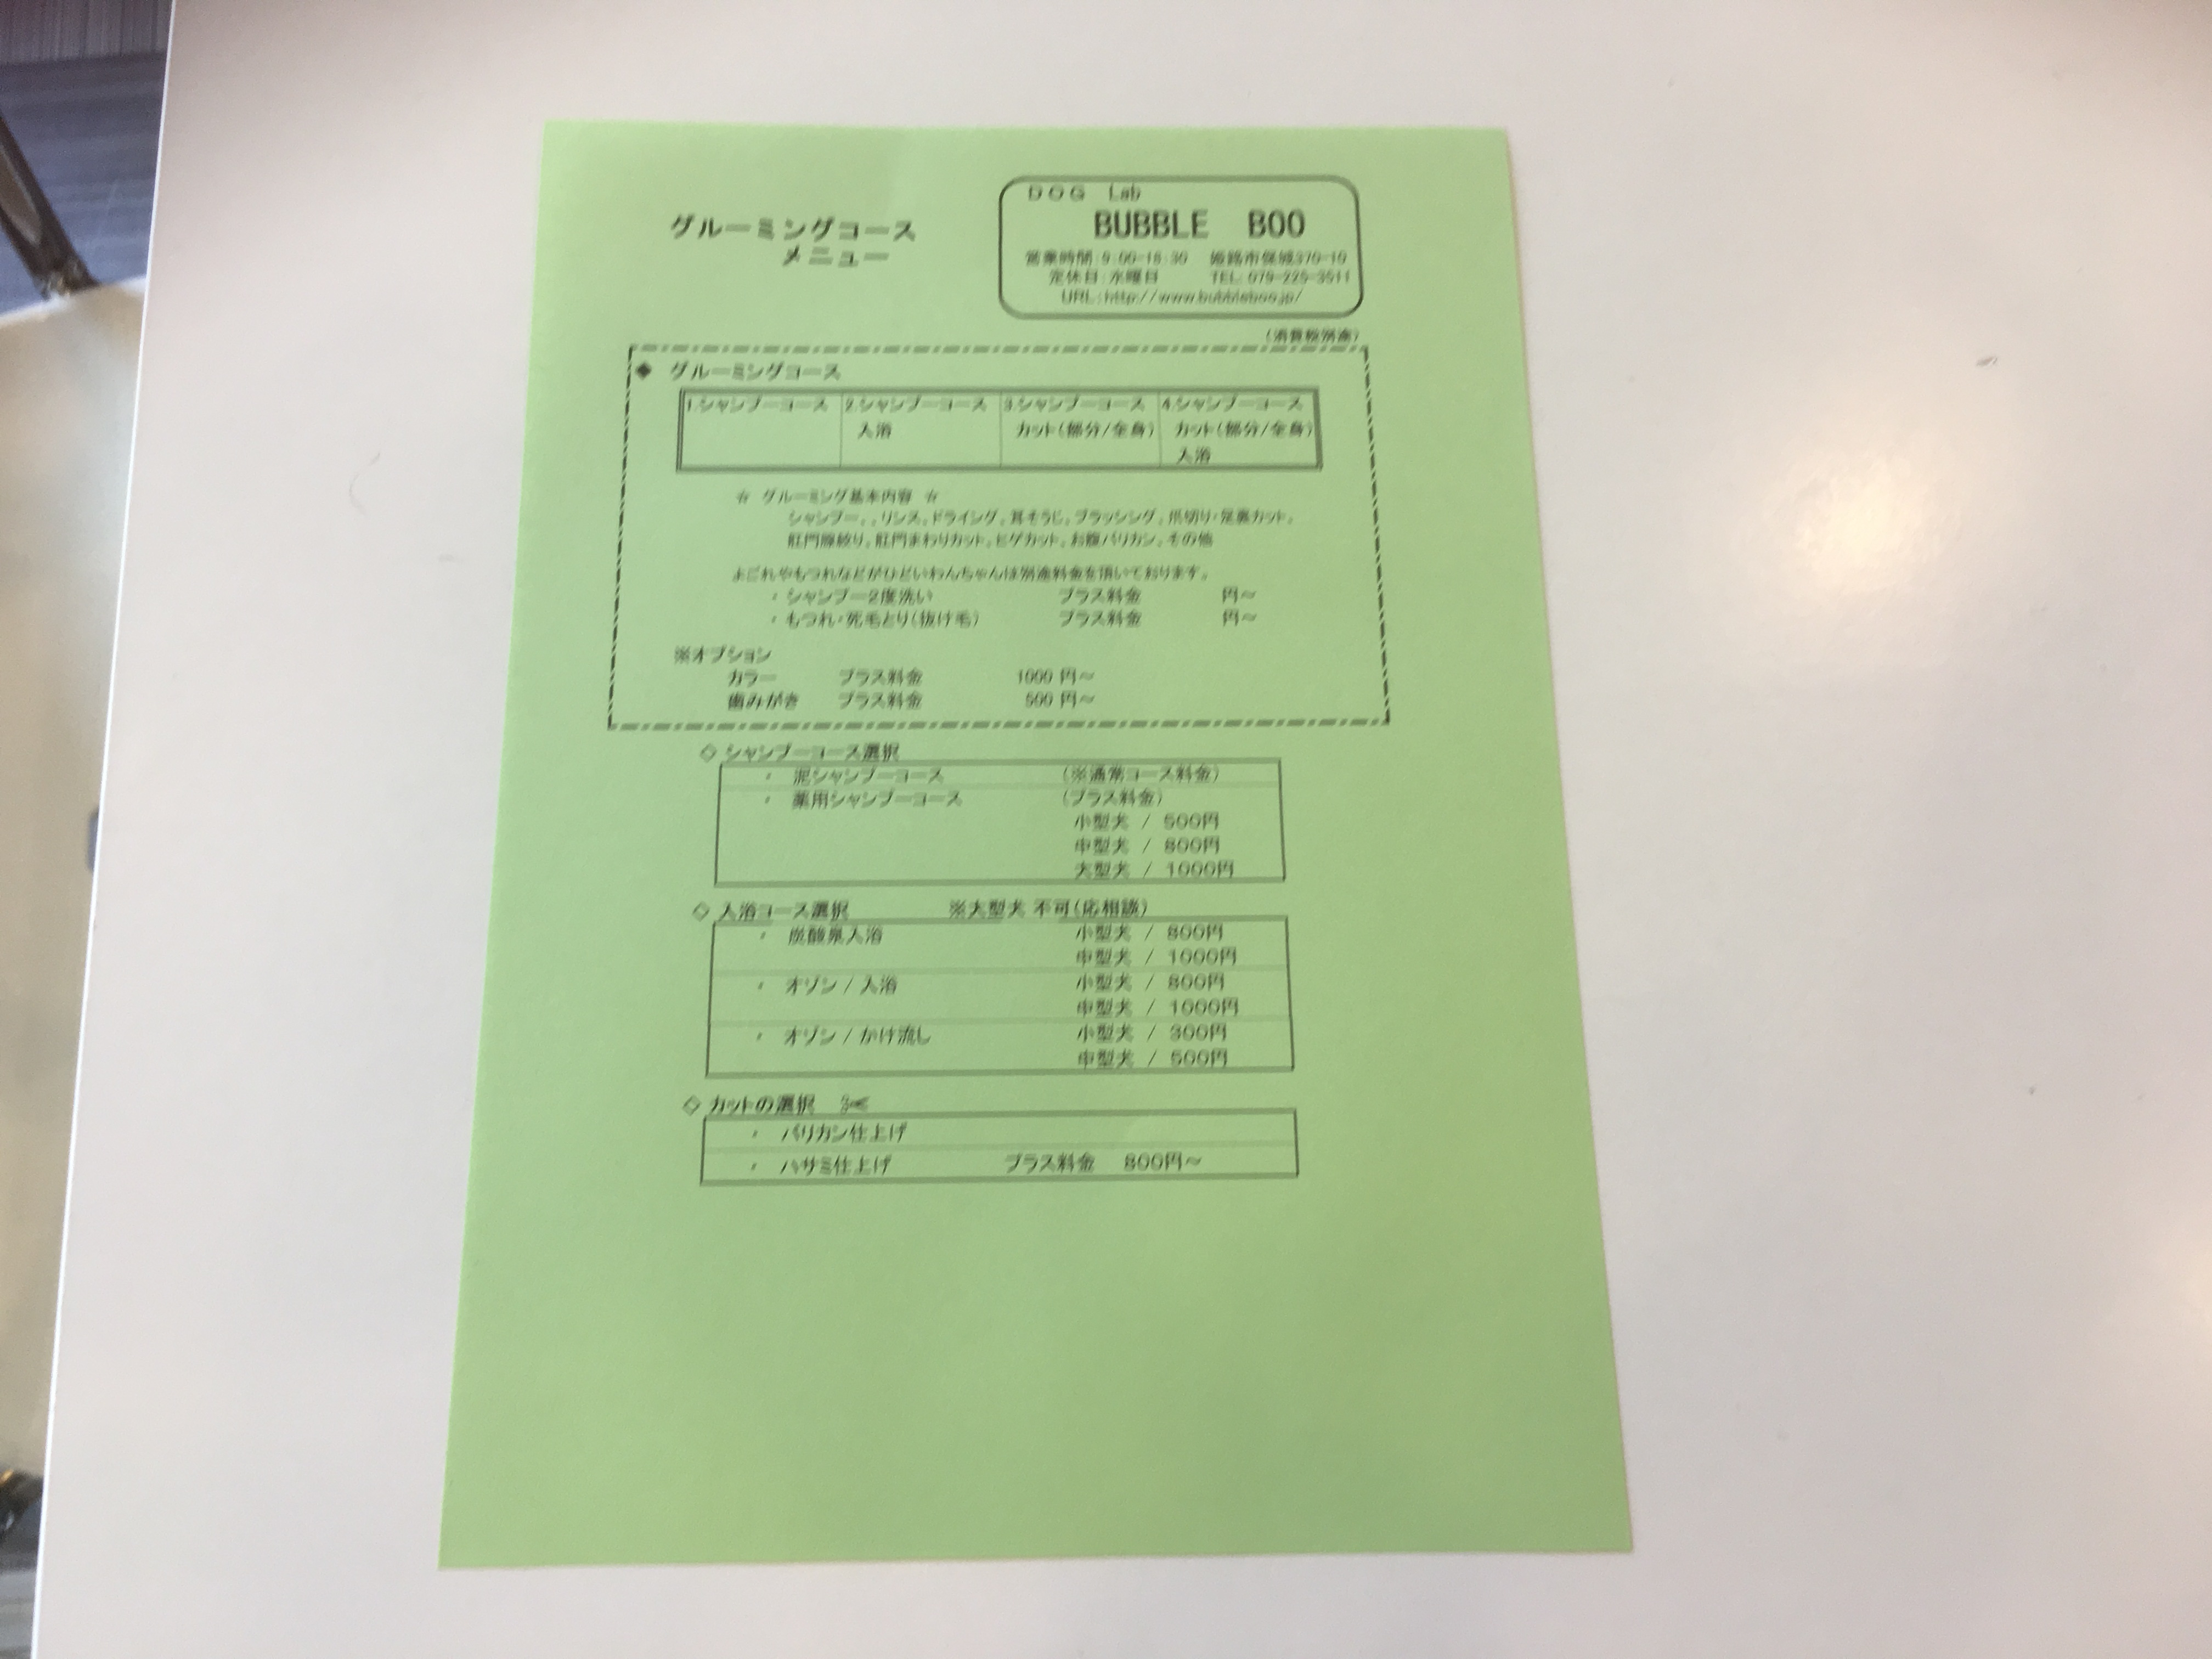 DOG Lab
BUBBLE BOO
グルーミングコース
メニュー
営業時間:9:00-18:30 姫路市保城370-10
定休日:水曜日 TEL:079-225-3511
URL:http://www.bubbleboo.jp/
(消費税別途)
◆ グルーミングコース
1.シャンプーコース 2.シャンプーコース 3.シャンプーコース 4.シャンプーコース
入浴 カット(部分/全身) カット(部分/全身)
入浴
☆ グルーミング基本内容 ☆
シャンプー、、リンス、ドライング、耳そうじ、ブラッシング、爪切り・足裏カット、
肛門腺絞り、肛門まわりカット、ヒゲカット、お腹バリカン、その他
よごれやもつれなどがひどいわんちゃんは別途料金を頂いております。
・ シャンプー2度洗い プラス料金 円～
・ もつれ・死毛とり(抜け毛) プラス料金 円～
※オプション
カラー プラス料金 1000 円～
歯みがき プラス料金 500 円～
◇ シャンプーコース選択
・ 泥シャンプーコース (※通常コース料金)
・ 薬用シャンプーコース (プラス料金)
小型犬 / 500円
中型犬 / 800円
大型犬 / 1000円
◇ 入浴コース選択 ※大型犬 不可(応相談)
・ 炭酸泉入浴 小型犬 / 800円
中型犬 / 1000円
・ オゾン / 入浴 小型犬 / 800円
中型犬 / 1000円
・ オゾン / かけ流し 小型犬 / 300円
中型犬 / 500円
◇ カットの選択 ✂
・ バリカン仕上げ
・ ハサミ仕上げ プラス料金 800円～